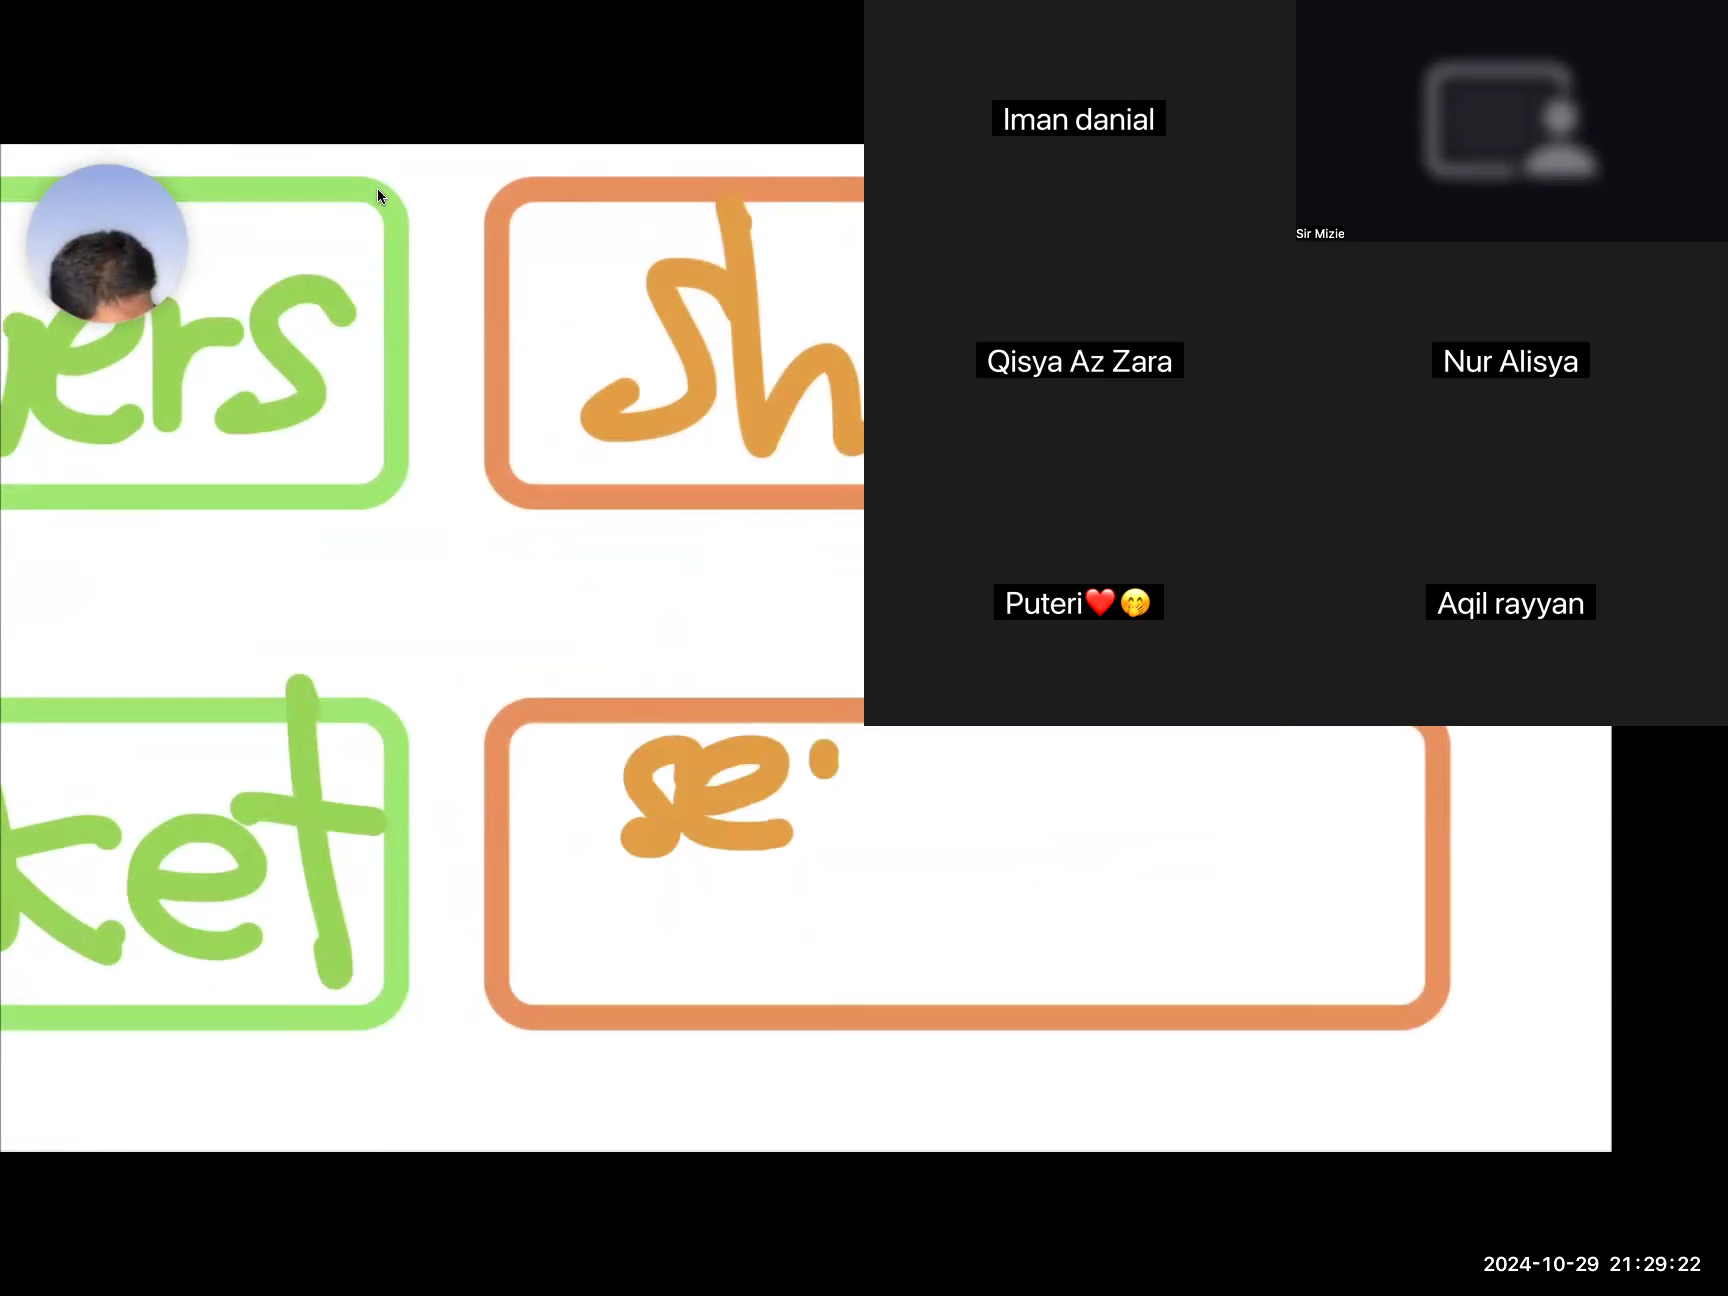 Iman danial
Sir Mizie
ers
sh
Qisya Az Zara
Nur Alisya
Puteri❤️🤭
Aqil rayyan
ket
se
2024-10-29 21:29:22